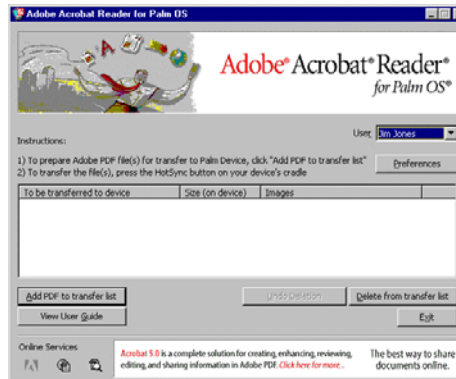 Adobe Acrobat Reader for Palm OS
Adobe® Acrobat® Reader®
for Palm OS®
Instructions:
User: Jim Jones
1) To prepare Adobe PDF file(s) for transfer to Palm Device, click "Add PDF to transfer list"
2) To transfer the file(s), press the HotSync button on your device's cradle
Preferences
To be transferred to device Size (on device) Images
Add PDF to transfer list Undo Deletion Delete from transfer list
View User Guide Exit
Online Services
Acrobat 5.0 is a complete solution for creating, enhancing, reviewing,
editing, and sharing information in Adobe PDF. Click here for more...
The best way to share
documents online.